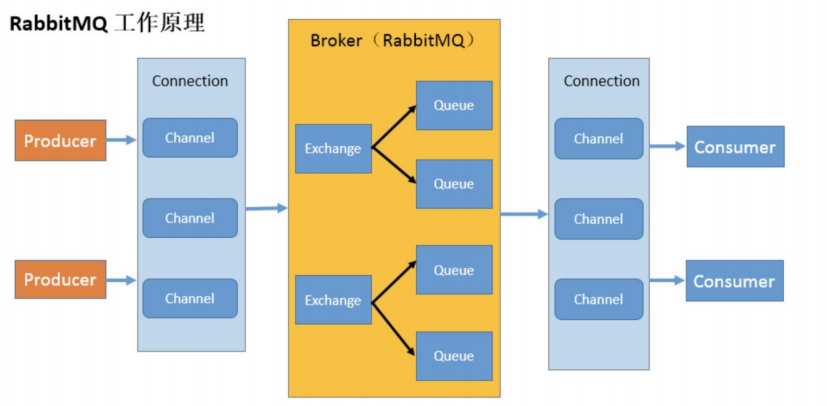 RabbitMQ 工作原理
Broker（RabbitMQ）
Connection
Connection
Producer
Channel
Exchange
Queue
Queue
Channel
Consumer
Channel
Channel
Producer
Channel
Exchange
Queue
Queue
Channel
Consumer